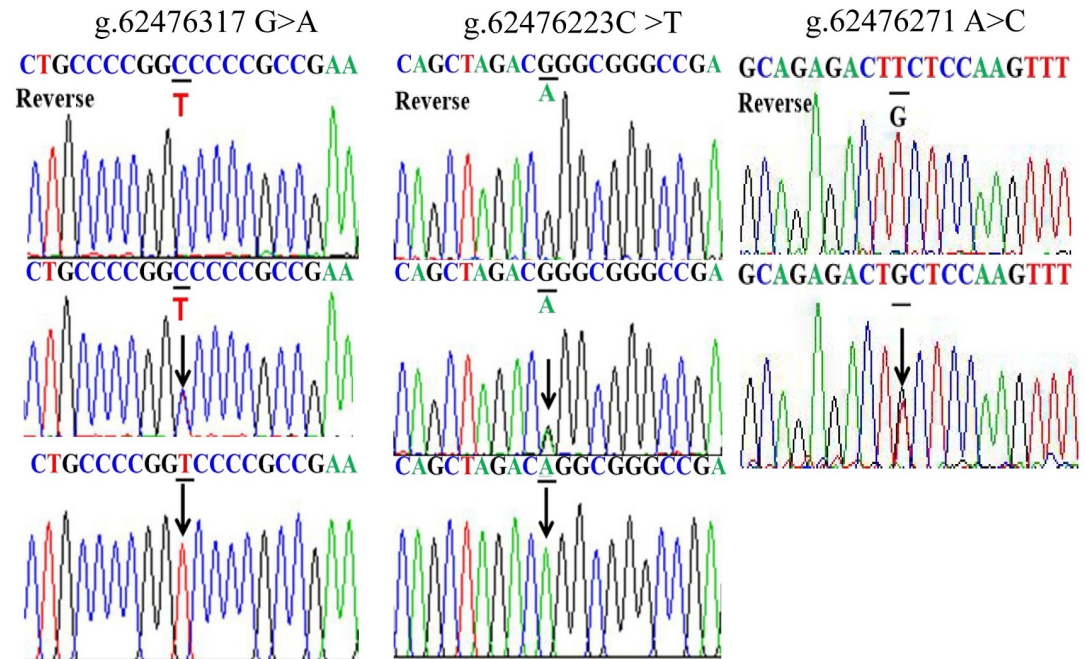 g.62476317 G>A
CTGCCCCGGCCCCCGCCGAA
Reverse
T
CTGCCCCGGCCCCCGCCGAA
T
CTGCCCCGGTCCCCGCCGAA
g.62476223C >T
CAGCTAGACGGGCGGGCCGA
Reverse
A
CAGCTAGACGGGCGGGCCGA
A
CAGCTAGACAGGCGGGCCGA
g.62476271 A>C
GCAGAGACTTCTCCAAGTTT
Reverse
G
GCAGAGACTGCTCCAAGTTT